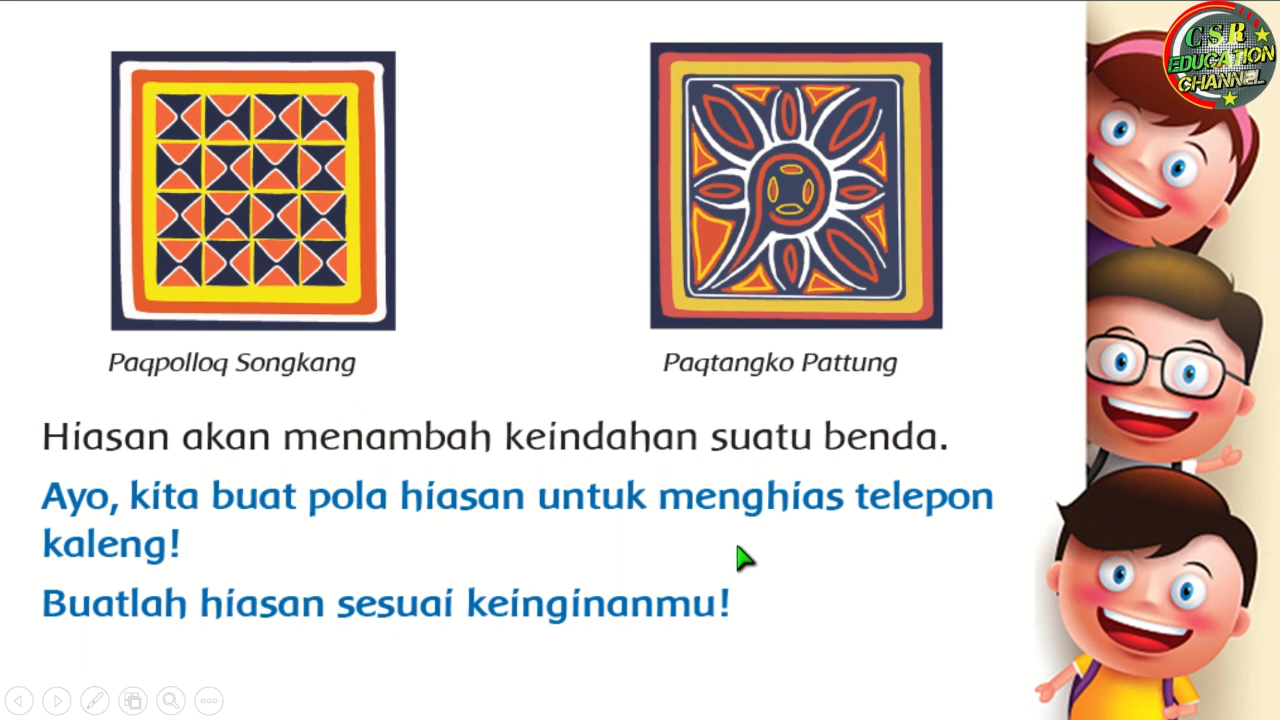 CSR
EDUCATION
CHANNEL
Paqpolloq Songkang
Paqtangko Pattung
Hiasan akan menambah keindahan suatu benda.
Ayo, kita buat pola hiasan untuk menghias telepon
kaleng!
Buatlah hiasan sesuai keinginanmu!